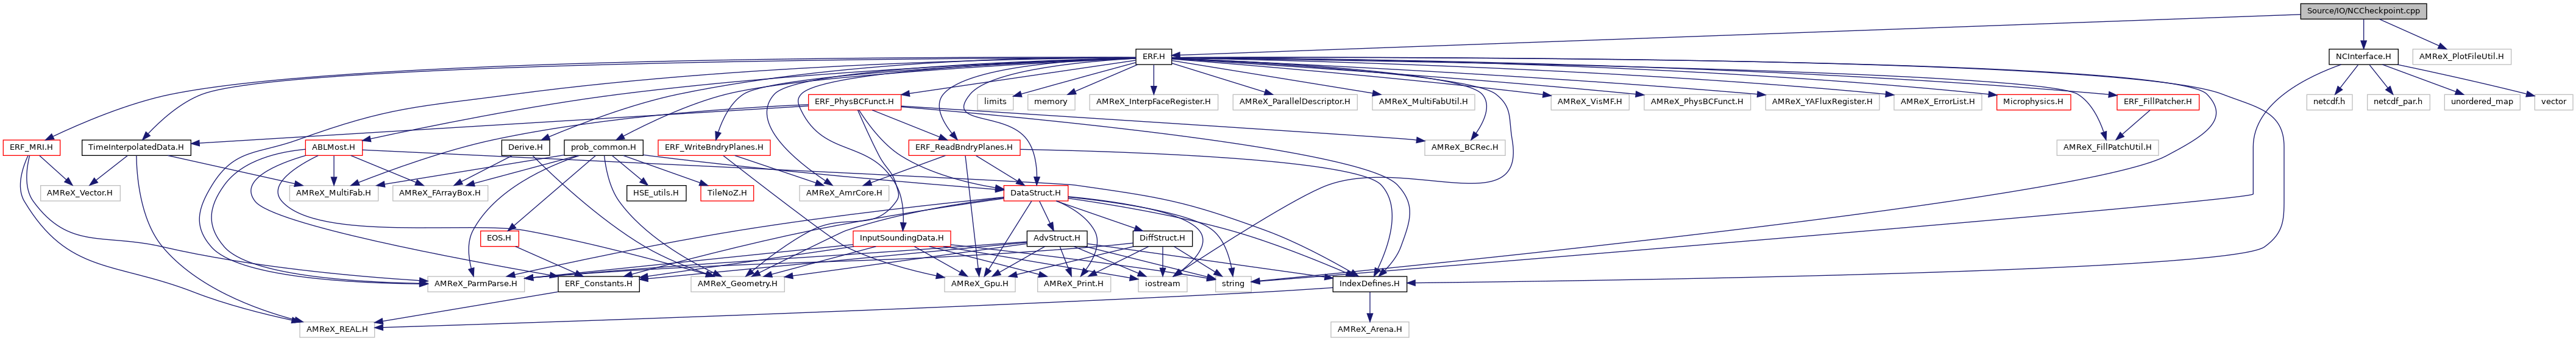 Source/IO/NCCheckpoint.cpp
ERF.H
NCInterface.H
AMReX_PlotFileUtil.H
ERF_PhysBCFunct.H
limits
memory
AMReX_InterpFaceRegister.H
AMReX_ParallelDescriptor.H
AMReX_MultiFabUtil.H
AMReX_VisMF.H
AMReX_PhysBCFunct.H
AMReX_YAFluxRegister.H
AMReX_ErrorList.H
Microphysics.H
ERF_FillPatcher.H
netcdf.h
netcdf_par.h
unordered_map
vector
ERF_MRI.H
TimeInterpolatedData.H
ABLMost.H
Derive.H
prob_common.H
ERF_WriteBndryPlanes.H
ERF_ReadBndryPlanes.H
AMReX_BCRec.H
AMReX_FillPatchUtil.H
AMReX_Vector.H
AMReX_MultiFab.H
AMReX_FArrayBox.H
HSE_utils.H
TileNoZ.H
AMReX_AmrCore.H
DataStruct.H
EOS.H
InputSoundingData.H
AdvStruct.H
DiffStruct.H
AMReX_ParmParse.H
ERF_Constants.H
AMReX_Geometry.H
AMReX_Gpu.H
AMReX_Print.H
iostream
string
IndexDefines.H
AMReX_REAL.H
AMReX_Arena.H